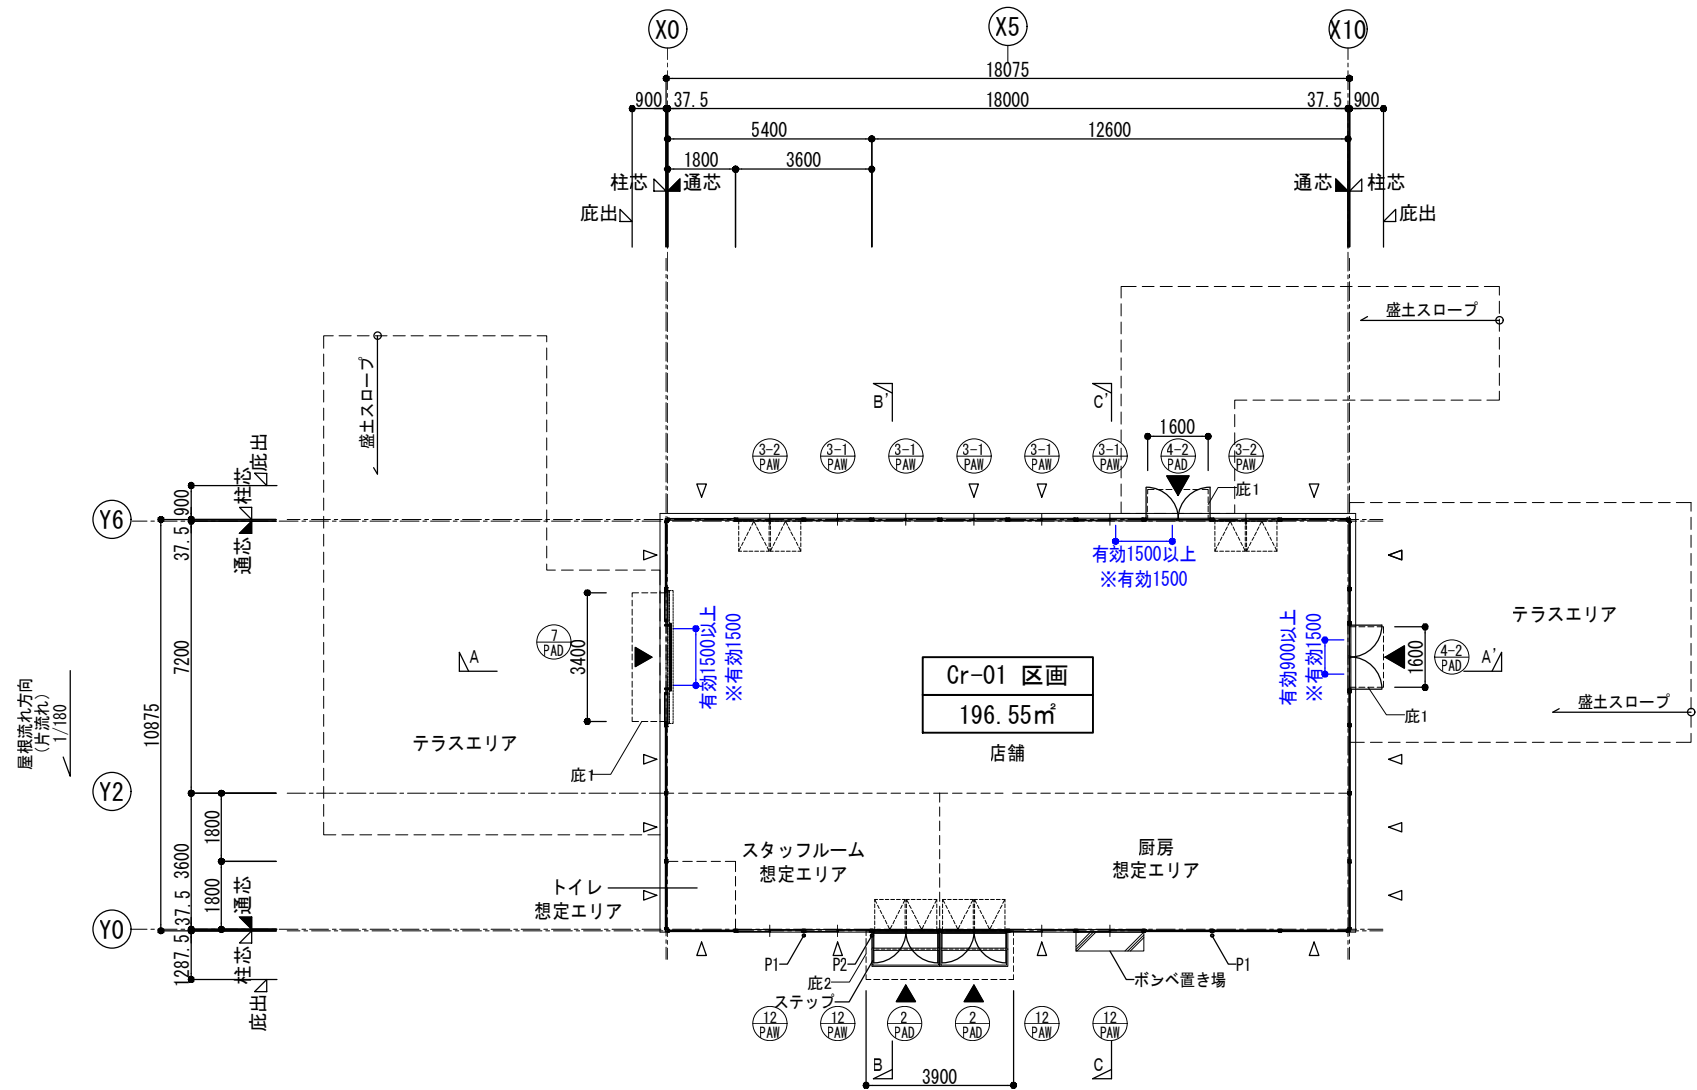 X0
X5
X10
18075
900
37.5
18000
37.5
900
5400
12600
1800
3600
柱芯
通芯
通芯
柱芯
庇出
庇出
盛土スロープ
盛土スロープ
B'
C'
1600
3-2
PAW
3-1
PAW
3-1
PAW
3-1
PAW
3-1
PAW
3-1
PAW
4-2
PAD
3-2
PAW
庇1
庇出
柱芯
900
Y6
37.5
通芯
有効1500以上
※有効1500
テラスエリア
7
PAD
3400
有効1500以上
※有効1500
有効900以上
※有効1500
1600
4-2
PAD
A'
A
7200
10875
屋根流れ方向
(片流れ)
1/180
Cr-01 区画
196.55㎡
店舗
盛土スロープ
庇1
テラスエリア
庇1
Y2
1800
3600
1800
スタッフルーム
想定エリア
厨房
想定エリア
トイレ
想定エリア
通芯
37.5
Y0
柱芯
1287.5
庇出
P1
P2
庇2
ステップ
ボンベ置き場
P1
12
PAW
12
PAW
2
PAD
2
PAD
12
PAW
12
PAW
B
C
3900